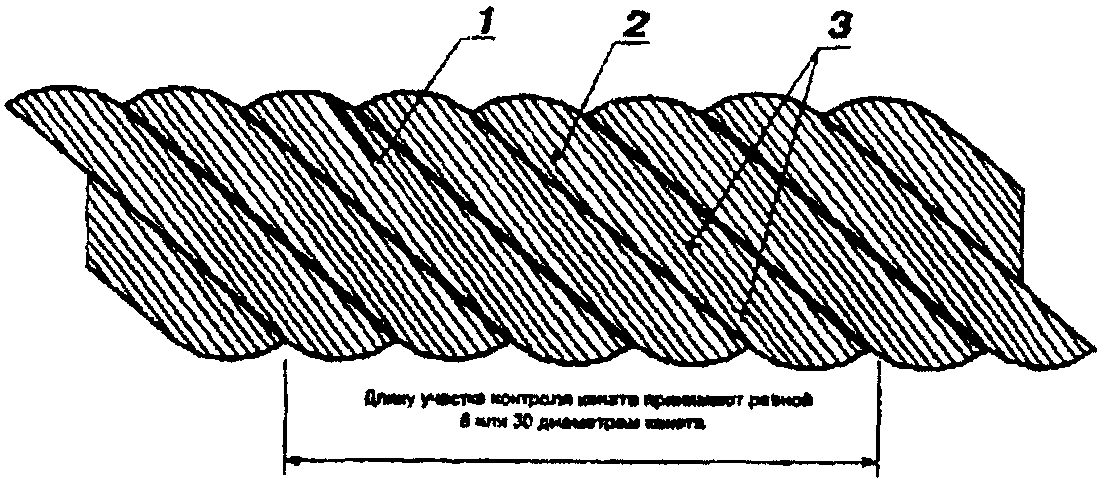 1
2
3
Длину участка контроля каната принимают равной
6 или 30 диаметрам каната